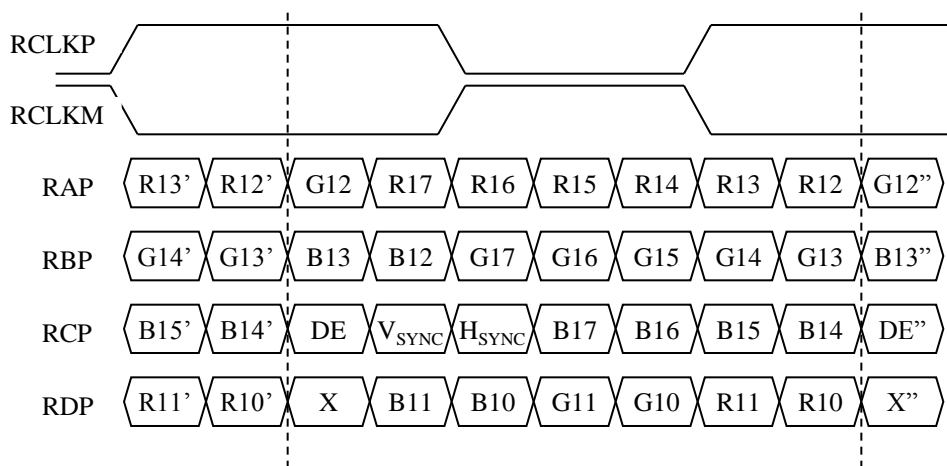 RCLKP
RCLKM
RAP R13’ R12’ G12 R17 R16 R15 R14 R13 R12 G12”
RBP G14’ G13’ B13 B12 G17 G16 G15 G14 G13 B13”
RCP B15’ B14’ DE VSYNC HSYNC B17 B16 B15 B14 DE”
RDP R11’ R10’ X B11 B10 G11 G10 R11 R10 X”